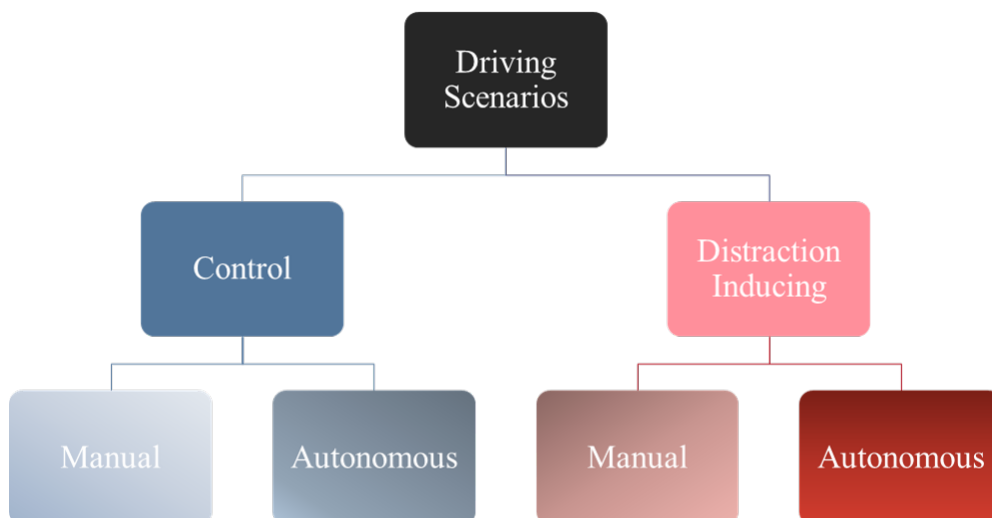 Driving
Scenarios
Control
Distraction
Inducing
Manual
Autonomous
Manual
Autonomous